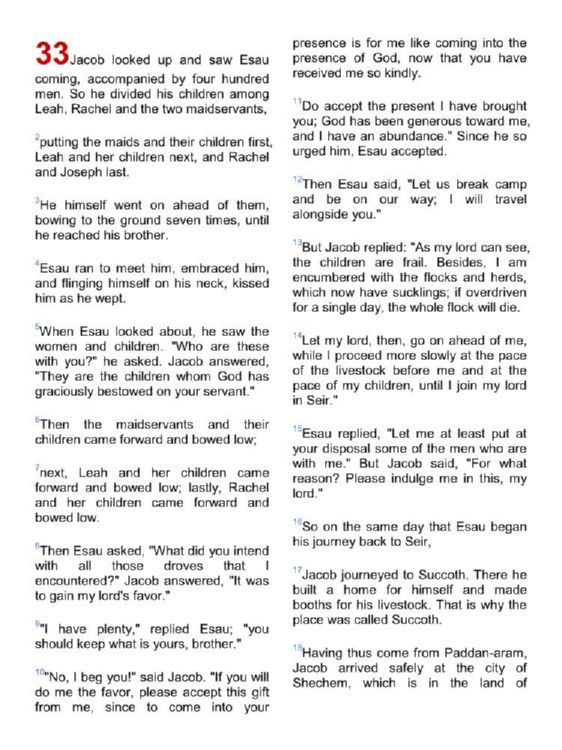 33Jacob looked up and saw Esau
coming, accompanied by four hundred
men. So he divided his children among
Leah, Rachel and the two maidservants,
2putting the maids and their children first,
Leah and her children next, and Rachel
and Joseph last.
3He himself went on ahead of them,
bowing to the ground seven times, until
he reached his brother.
4Esau ran to meet him, embraced him,
and flinging himself on his neck, kissed
him as he wept.
5When Esau looked about, he saw the
women and children. "Who are these
with you?" he asked. Jacob answered,
"They are the children whom God has
graciously bestowed on your servant."
6Then the maidservants and their
children came forward and bowed low;
7next, Leah and her children came
forward and bowed low; lastly, Rachel
and her children came forward and
bowed low.
8Then Esau asked, "What did you intend
with all those droves that I
encountered?" Jacob answered, "It was
to gain my lord's favor."
9"I have plenty," replied Esau; "you
should keep what is yours, brother."
10"No, I beg you!" said Jacob. "If you will
do me the favor, please accept this gift
from me, since to come into your
presence is for me like coming into the
presence of God, now that you have
received me so kindly.
11Do accept the present I have brought
you; God has been generous toward me,
and I have an abundance." Since he so
urged him, Esau accepted.
12Then Esau said, "Let us break camp
and be on our way; I will travel
alongside you."
13But Jacob replied: "As my lord can see,
the children are frail. Besides, I am
encumbered with the flocks and herds,
which now have sucklings; if overdriven
for a single day, the whole flock will die.
14Let my lord, then, go on ahead of me,
while I proceed more slowly at the pace
of the livestock before me and at the
pace of my children, until I join my lord
in Seir."
15Esau replied, "Let me at least put at
your disposal some of the men who are
with me." But Jacob said, "For what
reason? Please indulge me in this, my
lord."
16So on the same day that Esau began
his journey back to Seir,
17Jacob journeyed to Succoth. There he
built a home for himself and made
booths for his livestock. That is why the
place was called Succoth.
18Having thus come from Paddan-aram,
Jacob arrived safely at the city of
Shechem, which is in the land of